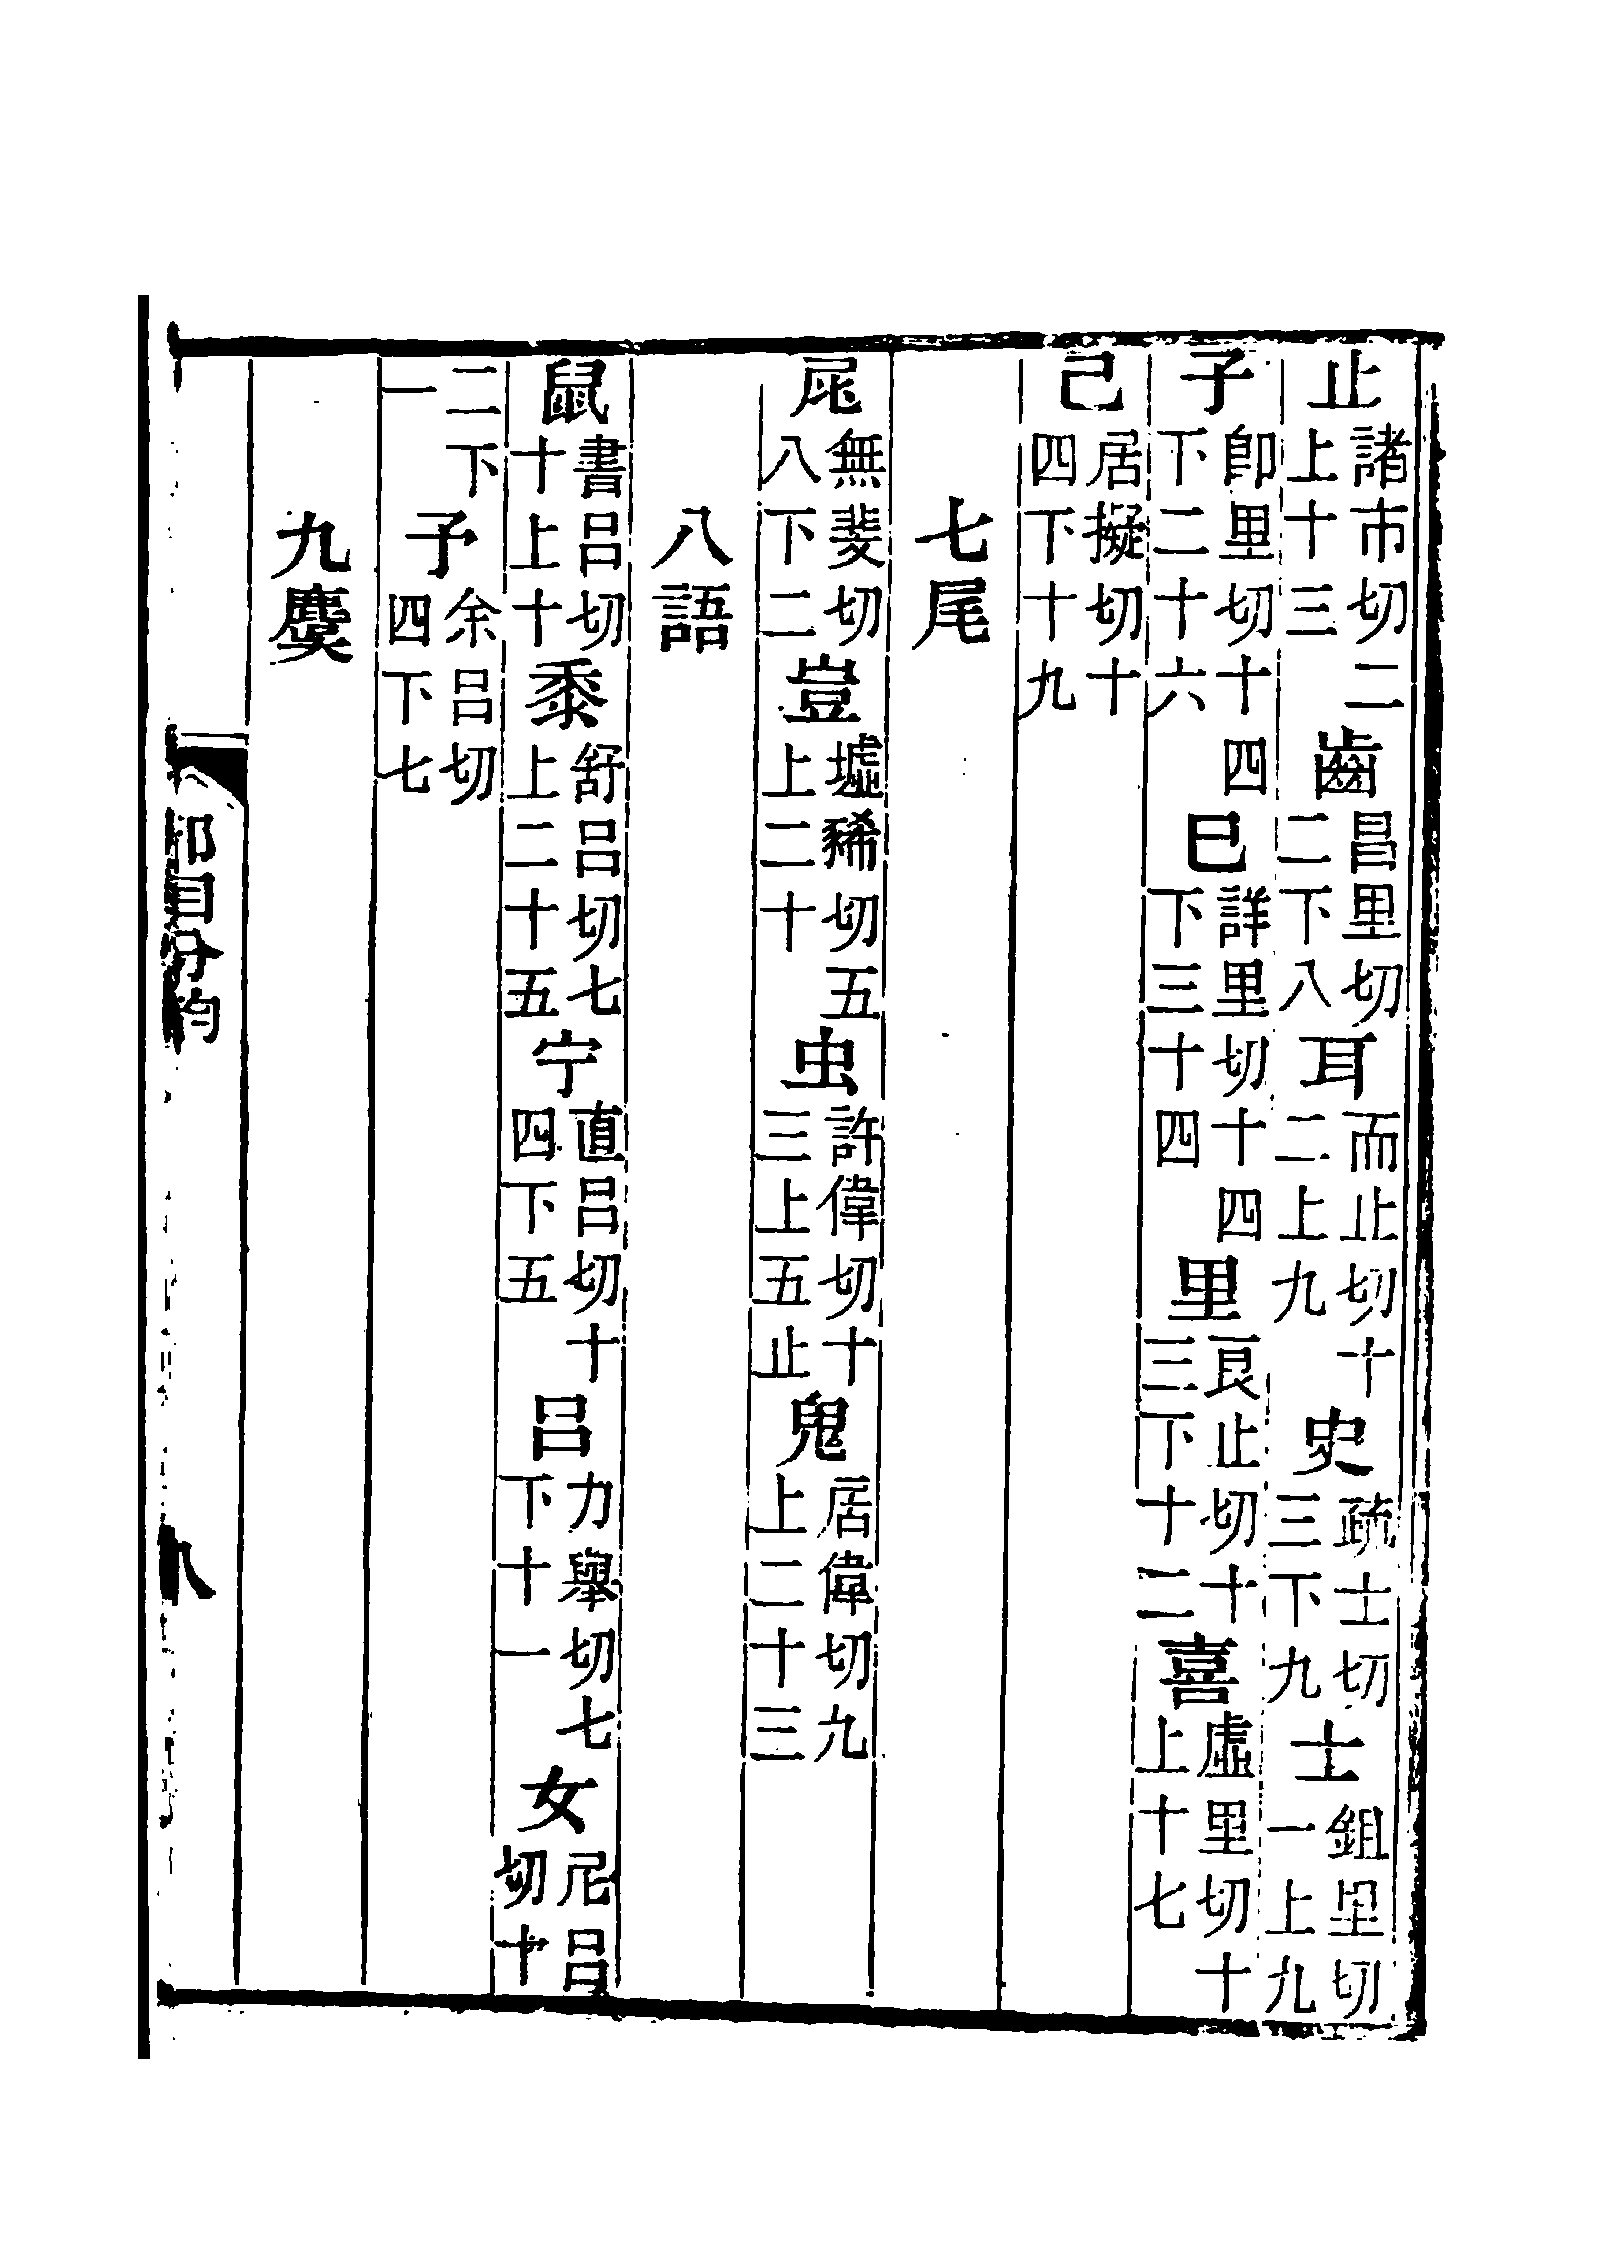 止諸市切二上十三齒昌里切二下八耳而止切十二上九史疏士切三下九士鉏里切一上九
子卽里切十四下二十六巳詳里切十四下三十四里良止切十三下十二喜虛里切十上十七
己居擬切十四下十九
七尾
尾無斐切八下二豈墟豨切五上二十虫許偉切十三上五止鬼居偉切九上二十三
八語
鼠書呂切十上十黍舒呂切七上二十五宁直呂切十四下五呂力舉切七下十一女尼呂切十
二下一予余呂切四下七
九麌
部目分韵
八